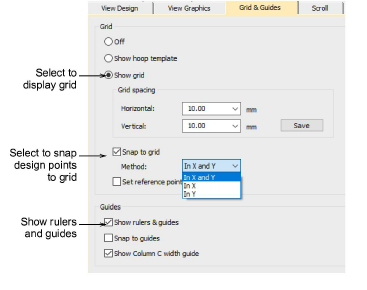 View Design
View Graphics
Grid & Guides
Scroll
Grid
Off
Show hoop template
Select to
display grid
Show grid
Grid spacing
Horizontal:
10.00
mm
Vertical:
10.00
mm
Save
Select to snap
design points
to grid
Snap to grid
Method:
In X and Y
In X and Y
In X
In Y
Set reference point
Guides
Show rulers
and guides
Show rulers & guides
Snap to guides
Show Column C width guide